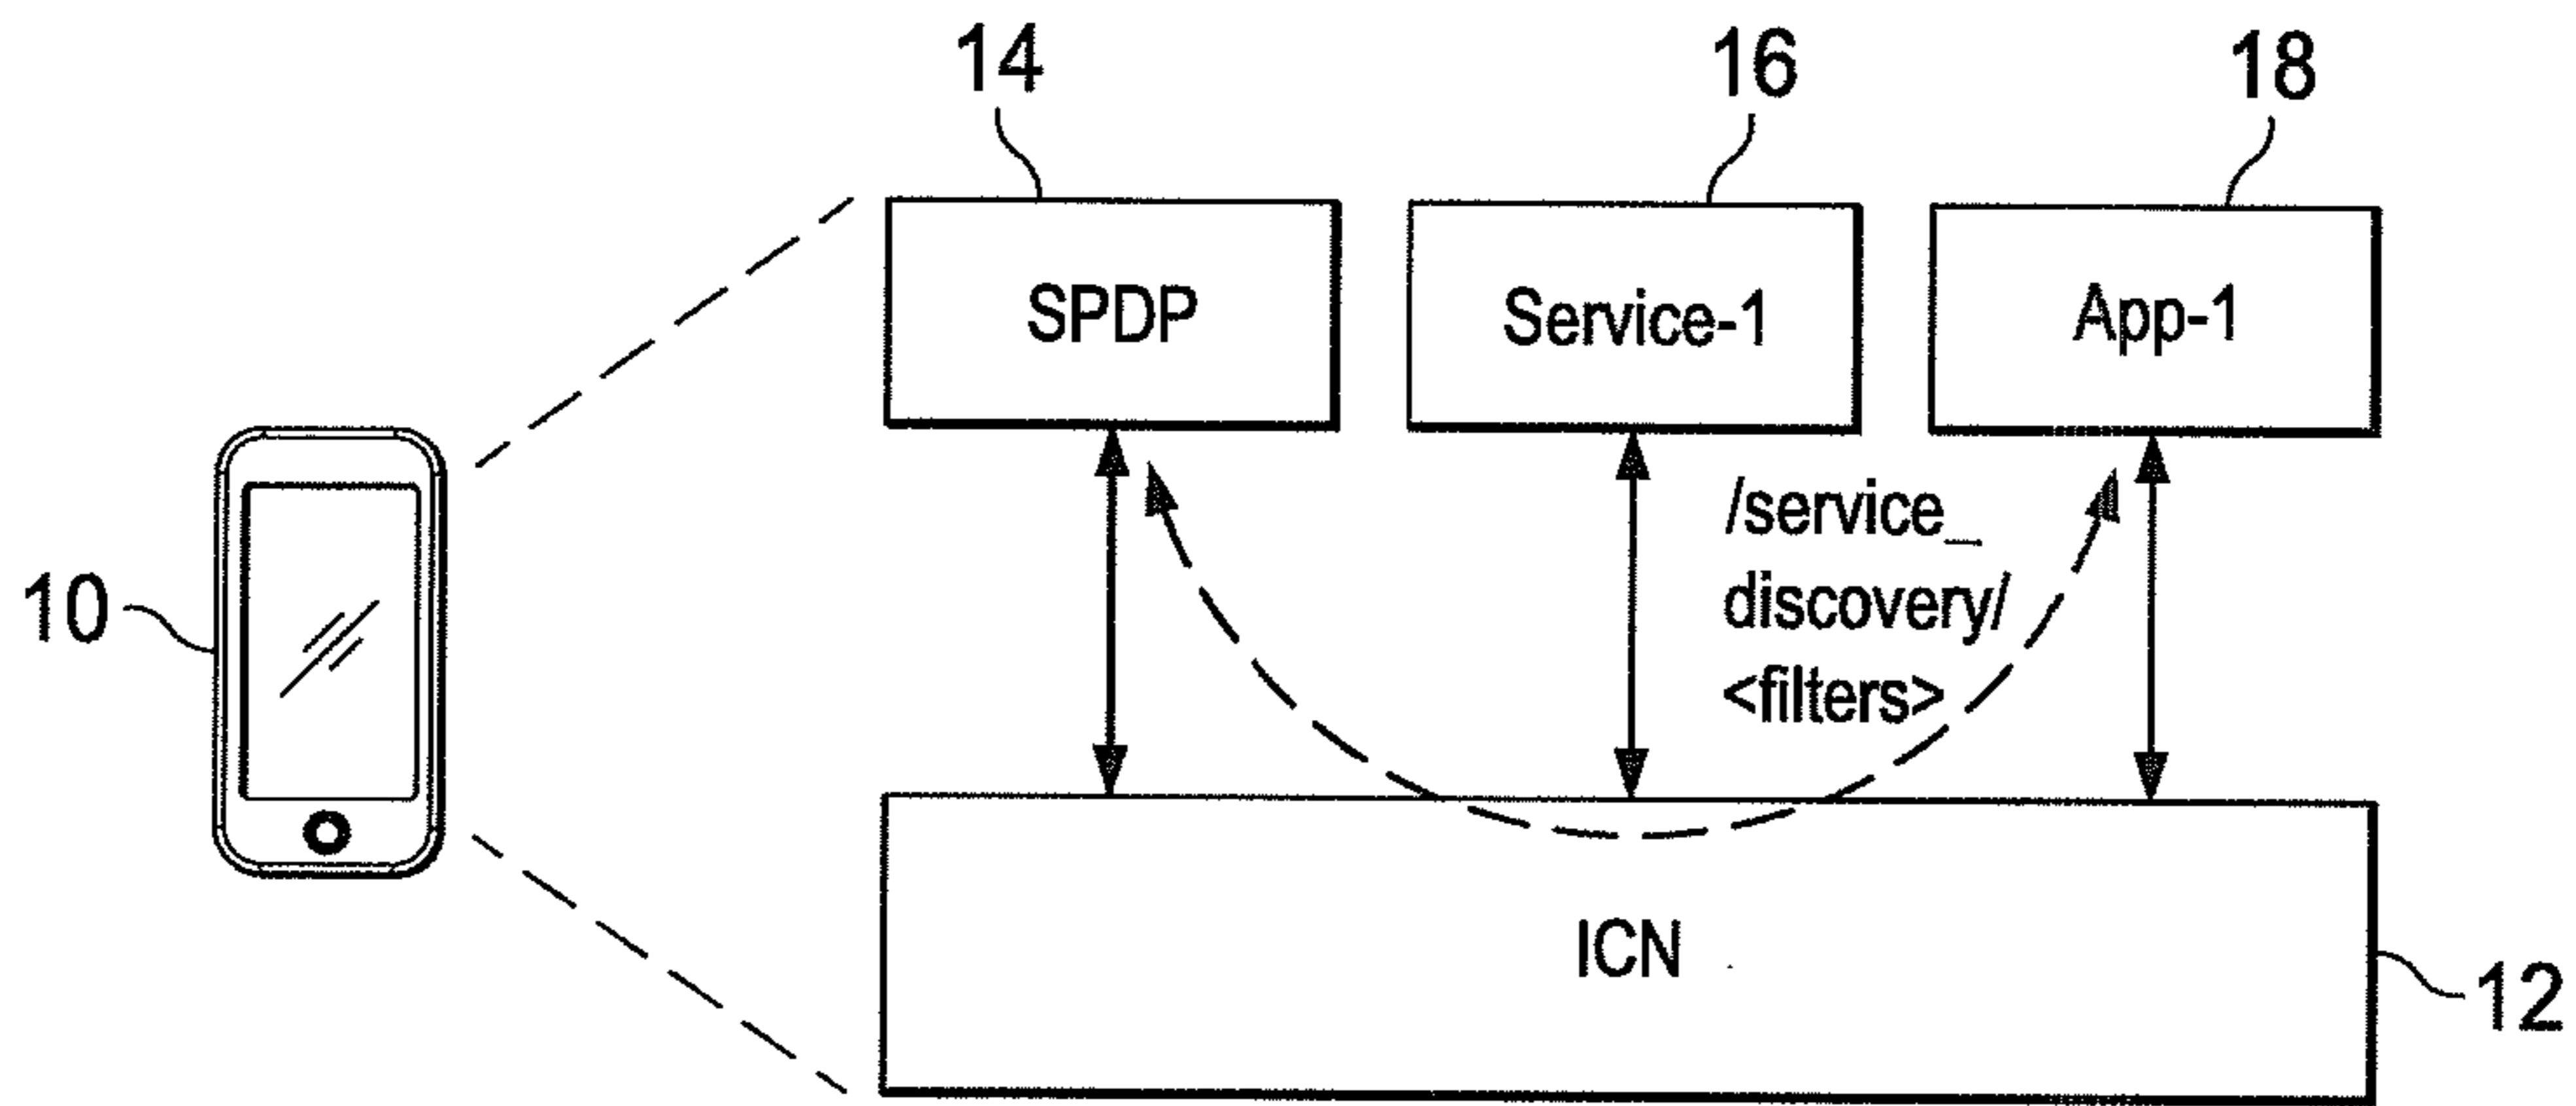 14
16
18
SPDP
Service-1
App-1
/service_
discovery/
<filters>
10
ICN
12